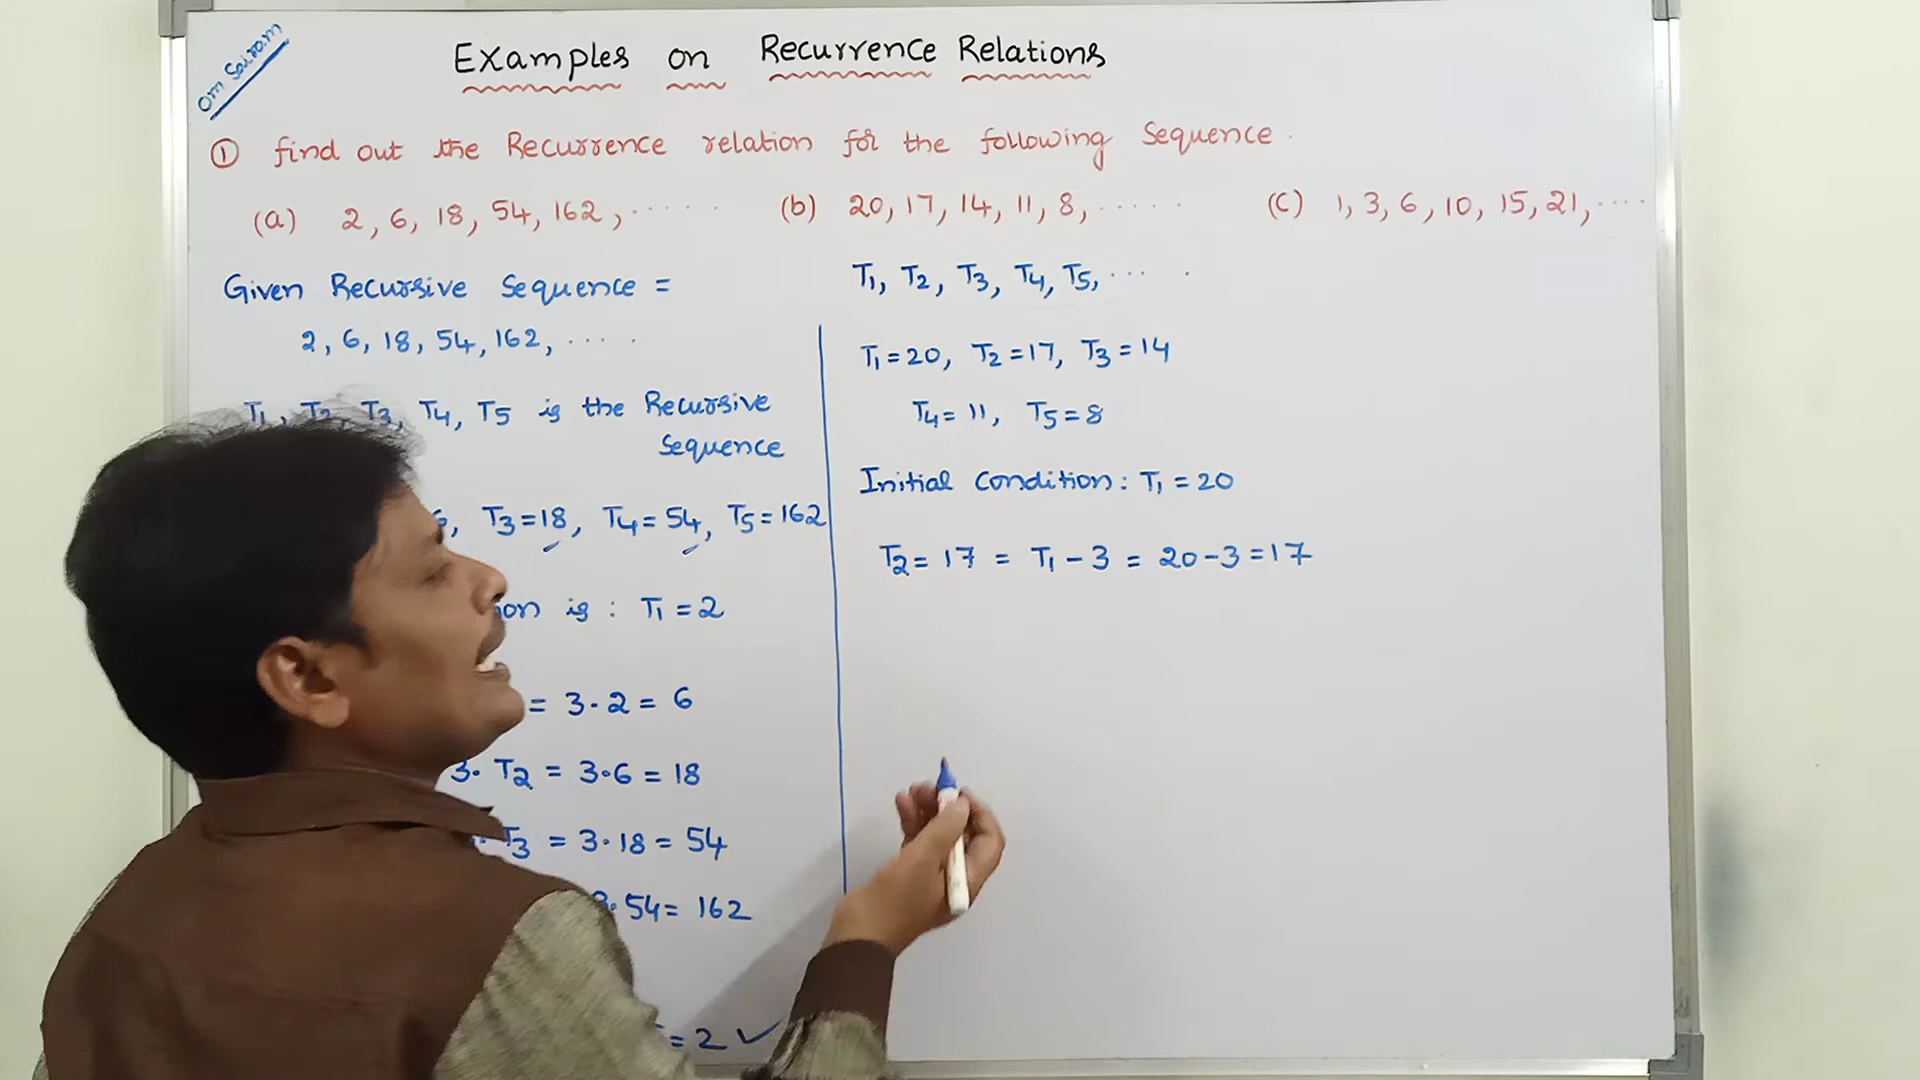 Om Sairam
Examples on Recurrence Relations
① find out the Recurrence relation for the following Sequence.
(a) 2, 6, 18, 54, 162, ......
(b) 20, 17, 14, 11, 8, ......
(c) 1, 3, 6, 10, 15, 21, ....
Given Recursive Sequence =
2, 6, 18, 54, 162, .....
T1, T2, T3, T4, T5 is the Recursive
Sequence
6, T3 = 18, T4 = 54, T5 = 162
is : T1 = 2
= 3·2 = 6
3· T2 = 3·6 = 18
T3 = 3·18 = 54
·54 = 162
= 2 ✓
T1, T2, T3, T4, T5, ....
T1 = 20, T2 = 17, T3 = 14
T4 = 11, T5 = 8
Initial Condition : T1 = 20
T2 = 17 = T1 - 3 = 20 - 3 = 17